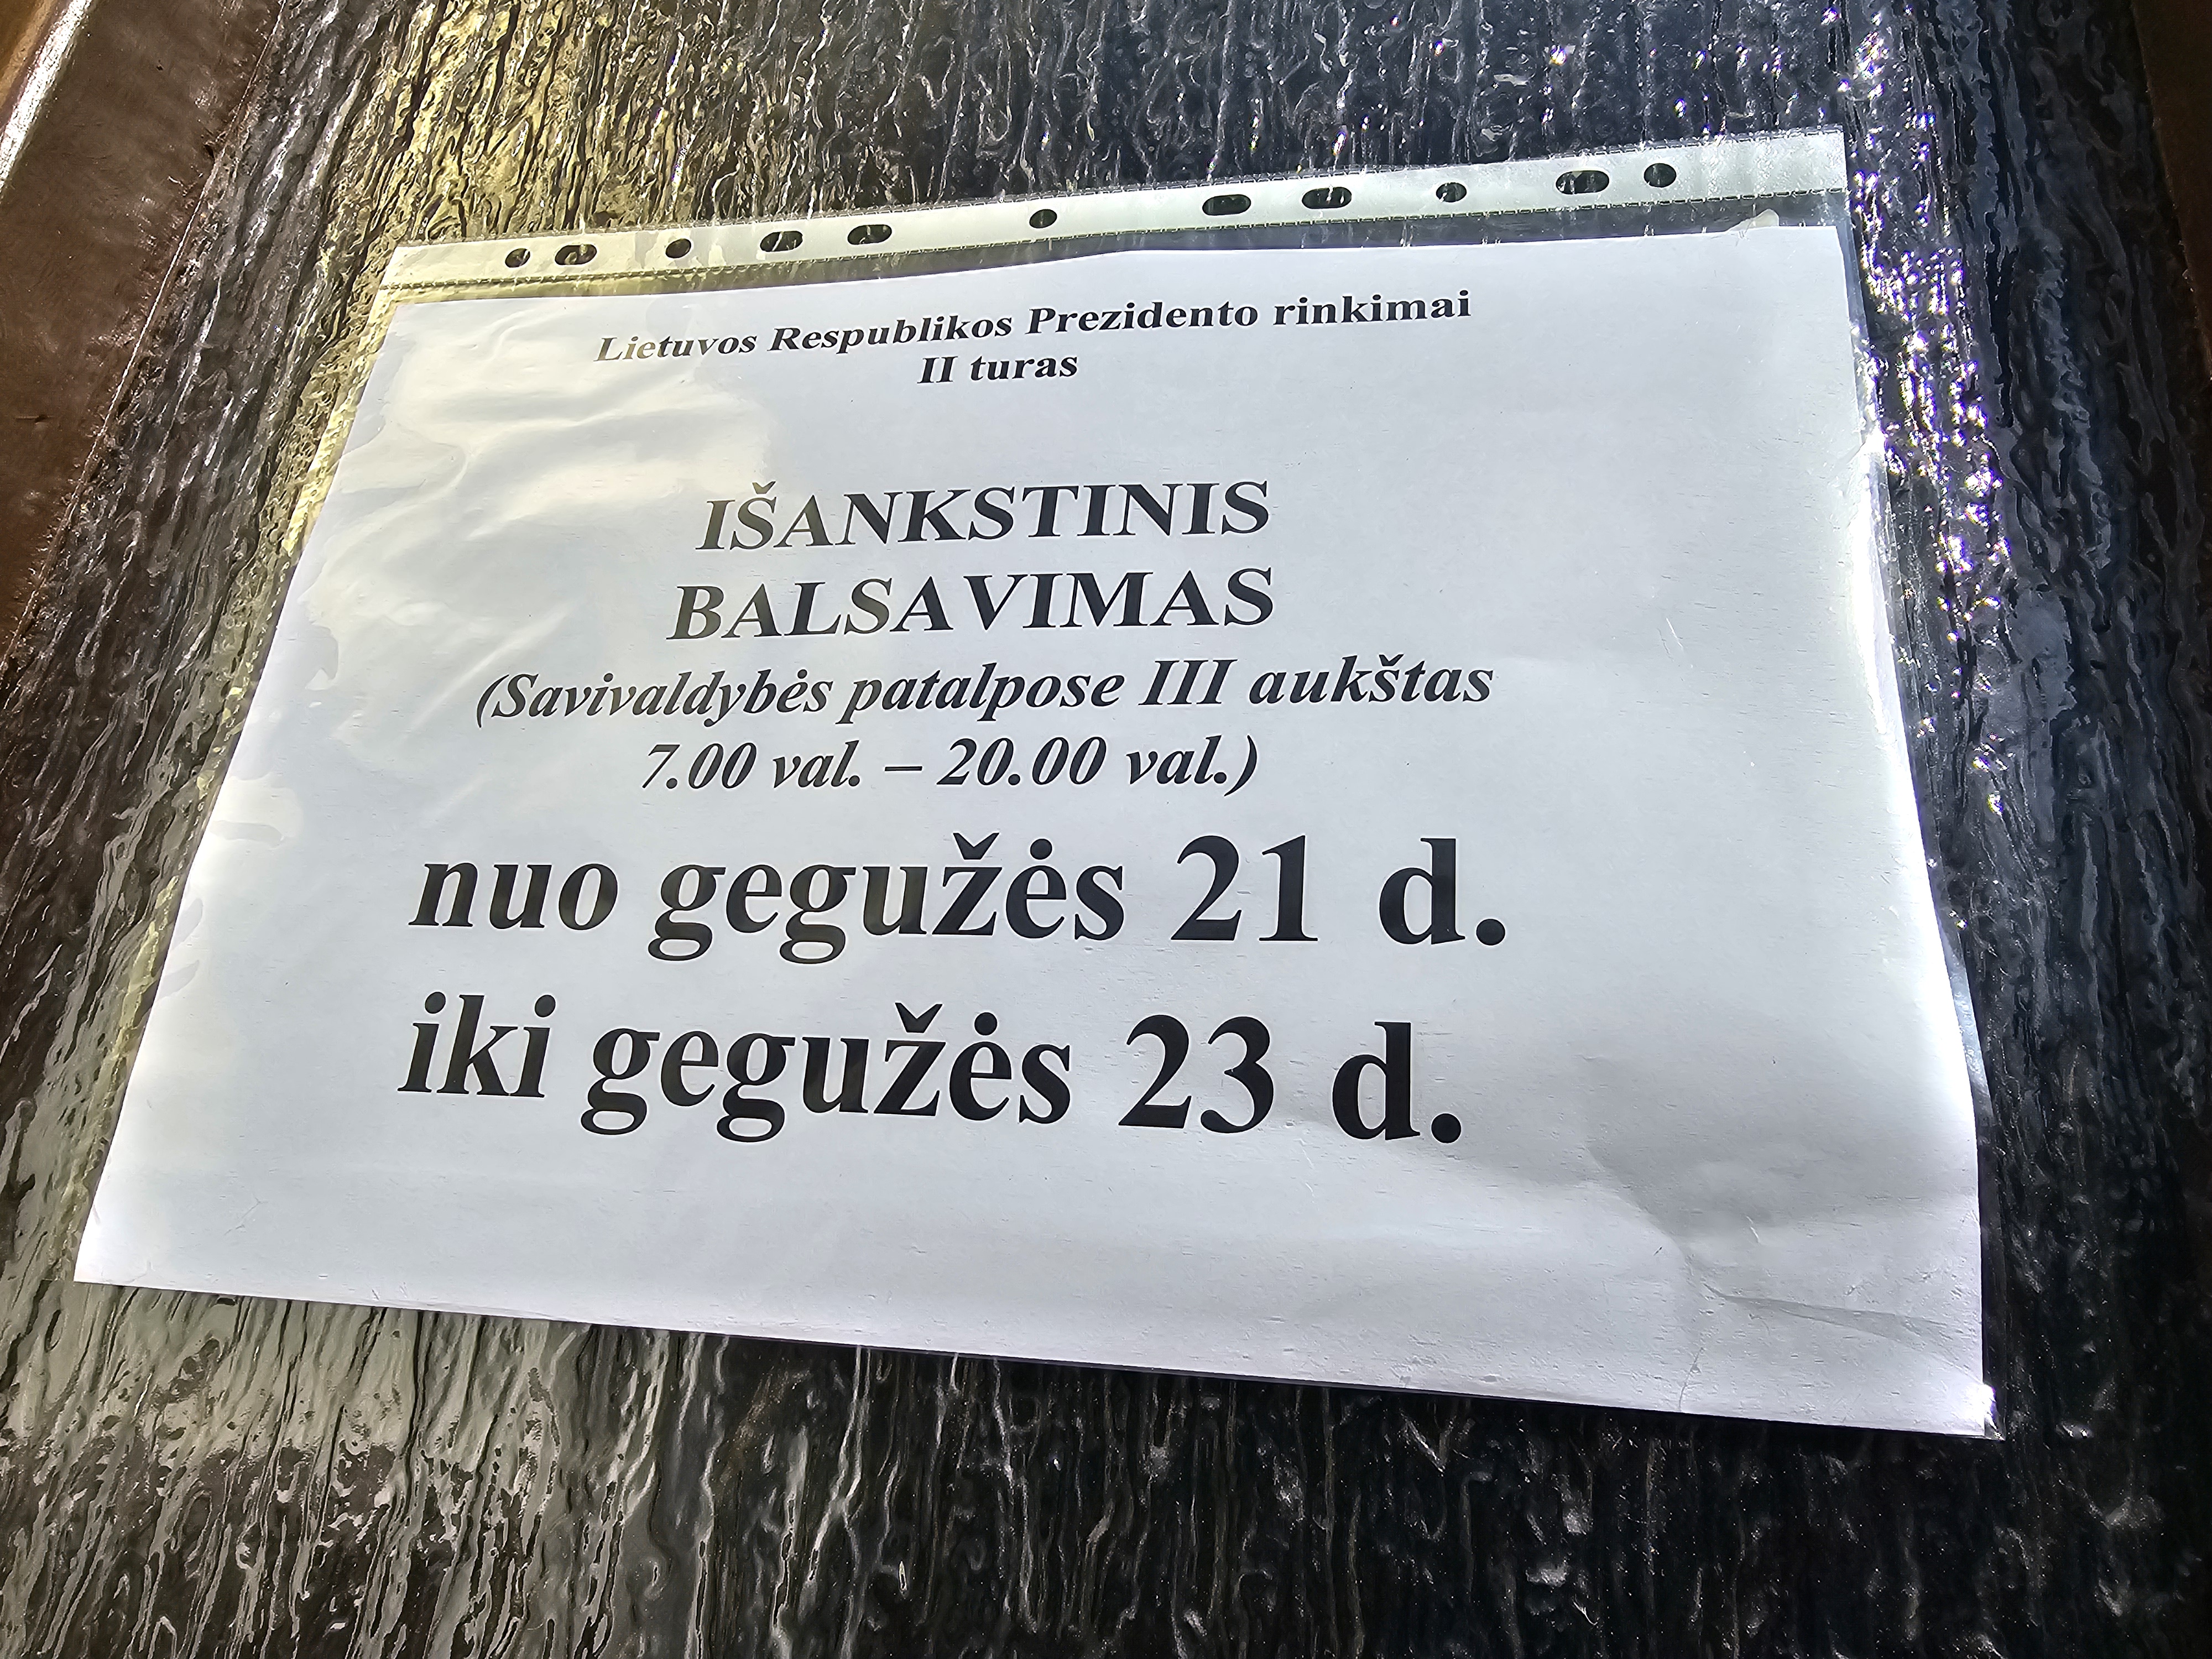 Lietuvos Respublikos Prezidento rinkimai
II turas
IŠANKSTINIS
BALSAVIMAS
(Savivaldybės patalpose III aukštas
7.00 val. – 20.00 val.)
nuo gegužės 21 d.
iki gegužės 23 d.